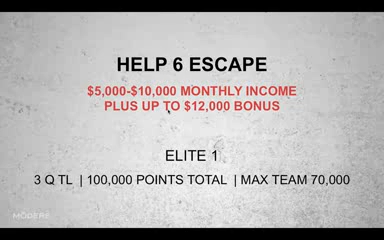 HELP 6 ESCAPE
$5,000-$10,000 MONTHLY INCOME
PLUS UP TO $12,000 BONUS
ELITE 1
3 Q TL | 100,000 POINTS TOTAL | MAX TEAM 70,000
MODERE